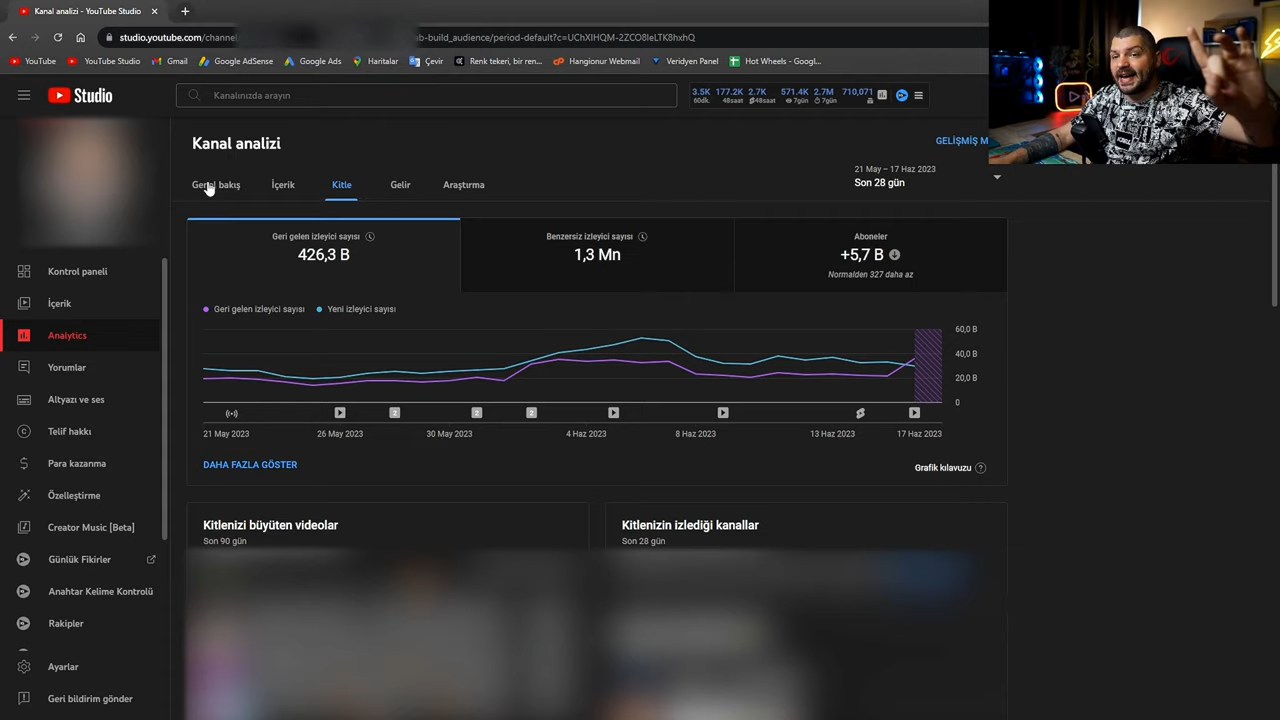 Kanal analizi - YouTube Studio
studio.youtube.com/channel
ab-build_audience/period-default?c=UChXIHQM-2ZCO8IeLTK8hxhQ
YouTube
YouTube Studio
Gmail
Google AdSense
Google Ads
Haritalar
Çevir
Renk tekeri, bir ren...
Hangionur Webmail
Veridyen Panel
Hot Wheels - Googl...
Studio
Kanalınızda arayın
3.5K 177.2K 2.7K 571.4K 2.7M 710,071
60dk. 48saat 48saat 7gün 7gün
Kanal analizi
GELİŞMİŞ M
21 May – 17 Haz 2023
Son 28 gün
Genel bakış
İçerik
Kitle
Gelir
Araştırma
Geri gelen izleyici sayısı
426,3 B
Benzersiz izleyici sayısı
1,3 Mn
Aboneler
+5,7 B
Normalden 327 daha az
Geri gelen izleyici sayısı
Yeni izleyici sayısı
60,0 B
40,0 B
20,0 B
0
2
2
2
21 May 2023
26 May 2023
30 May 2023
4 Haz 2023
8 Haz 2023
13 Haz 2023
17 Haz 2023
DAHA FAZLA GÖSTER
Grafik kılavuzu
Kitlenizi büyüten videolar
Son 90 gün
Kitlenizin izlediği kanallar
Son 28 gün
Kontrol paneli
İçerik
Analytics
Yorumlar
Altyazı ve ses
Telif hakkı
Para kazanma
Özelleştirme
Creator Music [Beta]
Günlük Fikirler
Anahtar Kelime Kontrolü
Rakipler
Ayarlar
Geri bildirim gönder